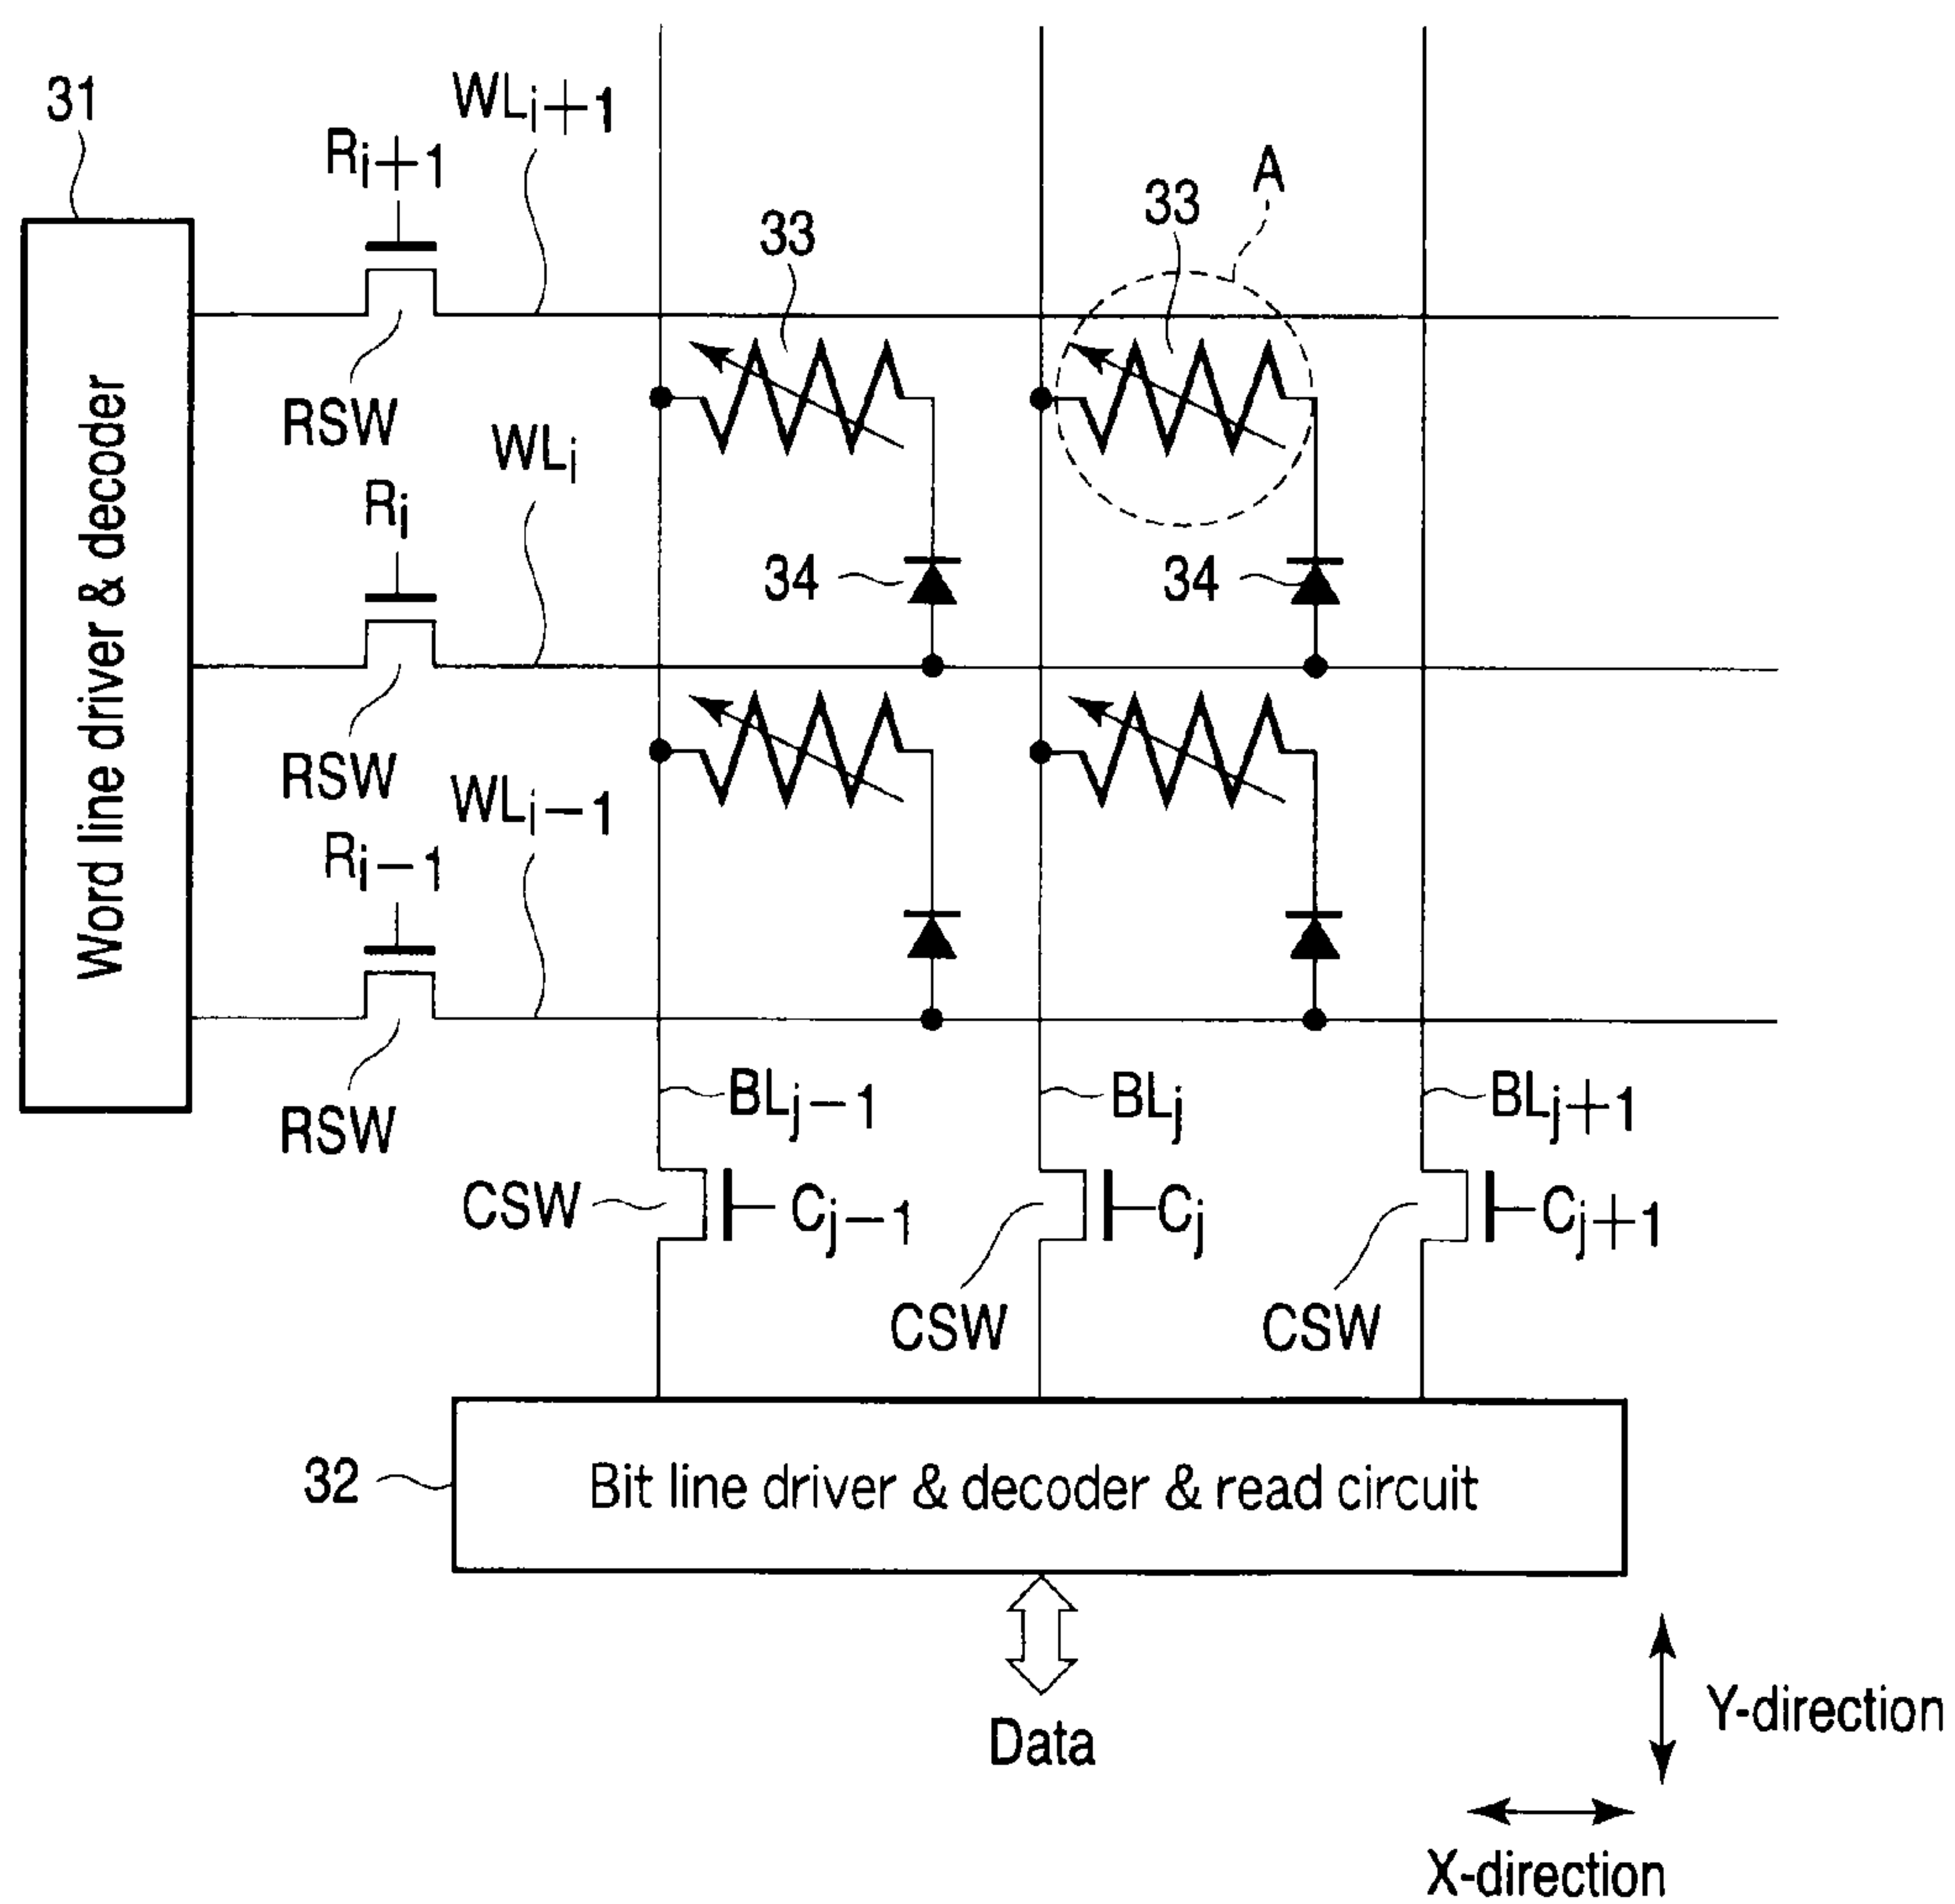 31
WLi+1
Ri+1
33
33
A
RSW
WLi
Ri
34
34
Word line driver & decoder
RSW
WLi−1
Ri−1
RSW
BLj−1
BLj
BLj+1
CSW
Cj−1
Cj
Cj+1
CSW
CSW
32
Bit line driver & decoder & read circuit
Data
Y-direction
X-direction